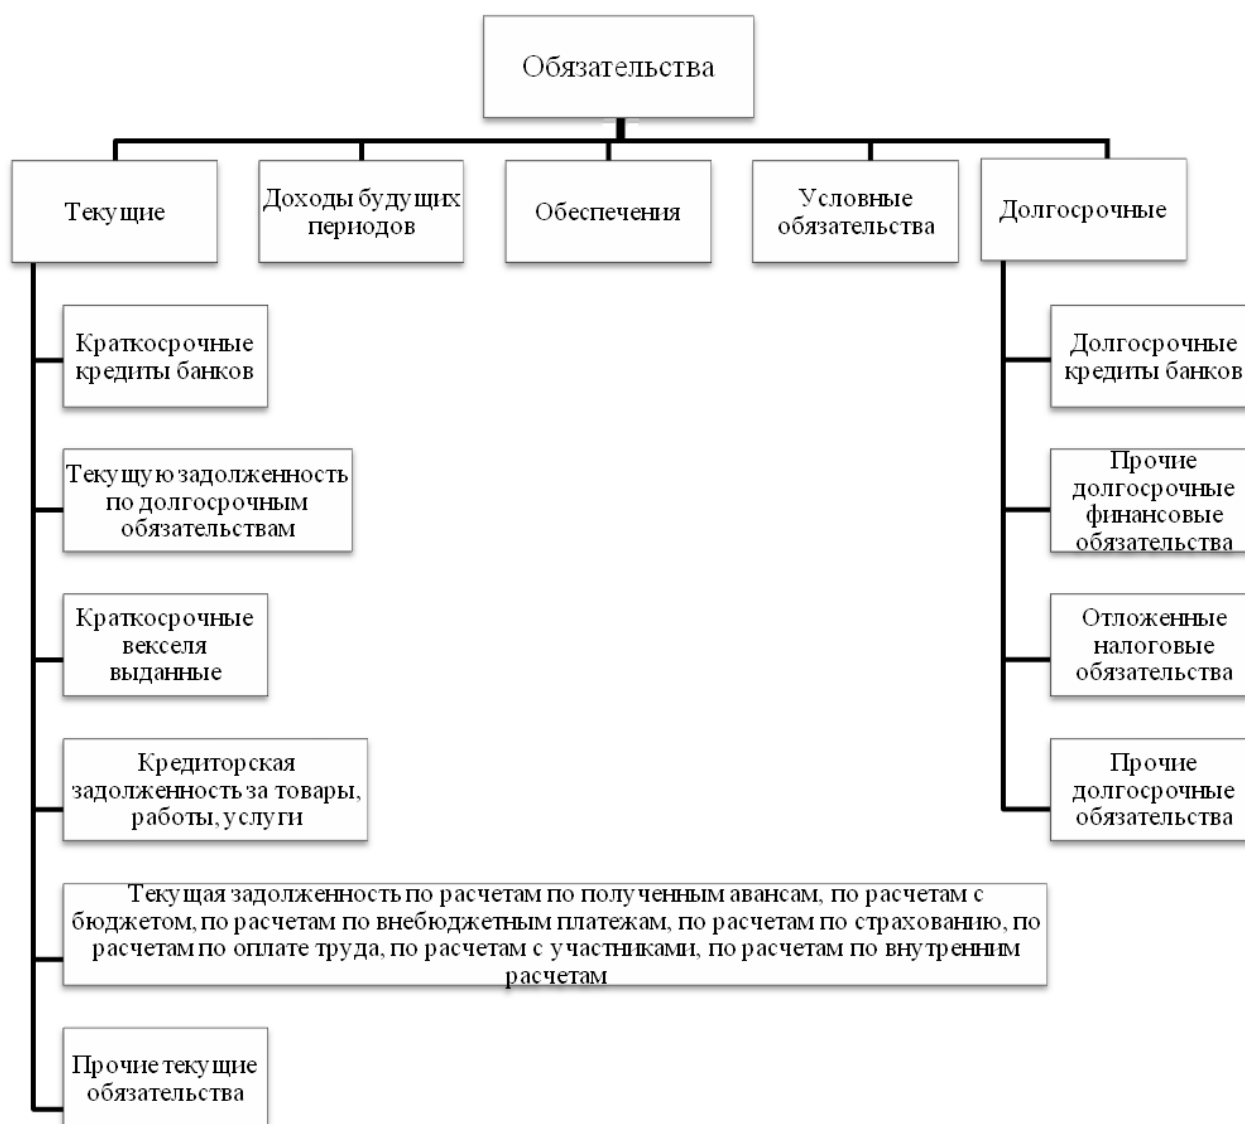 Обязательства
Текущие
Доходы будущих
периодов
Обеспечения
Условные
обязательства
Долгосрочные
Краткосрочные
кредиты банков
Текущую задолженность
по долгосрочным
обязательствам
Краткосрочные
векселя
выданные
Кредиторская
задолженность за товары,
работы, услуги
Текущая задолженность по расчетам по полученным авансам, по расчетам с
бюджетом, по расчетам по внебюджетным платежам, по расчетам по страхованию, по
расчетам по оплате труда, по расчетам с участниками, по расчетам по внутренним
расчетам
Прочие текущие
обязательства
Долгосрочные
кредиты банков
Прочие
долгосрочные
финансовые
обязательства
Отложенные
налоговые
обязательства
Прочие
долгосрочные
обязательства